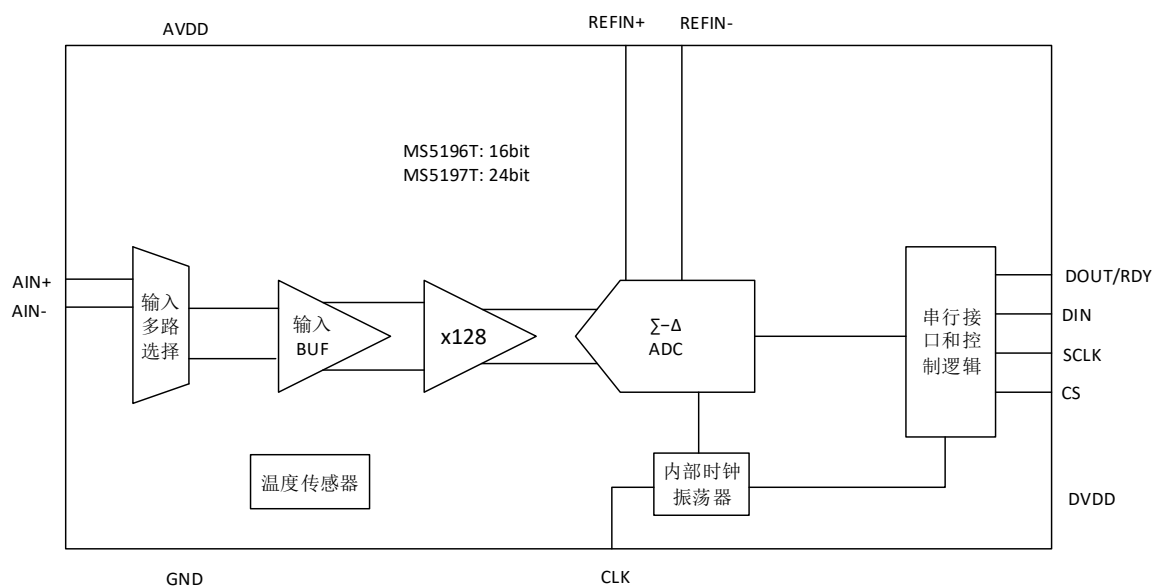 AVDD
REFIN+
REFIN-
MS5196T: 16bit
MS5197T: 24bit
AIN+
AIN-
输入
多路
选择
输入
BUF
x128
∑-Δ
ADC
串行接
口和控
制逻辑
DOUT/RDY
DIN
SCLK
CS
温度传感器
内部时钟
振荡器
DVDD
GND
CLK